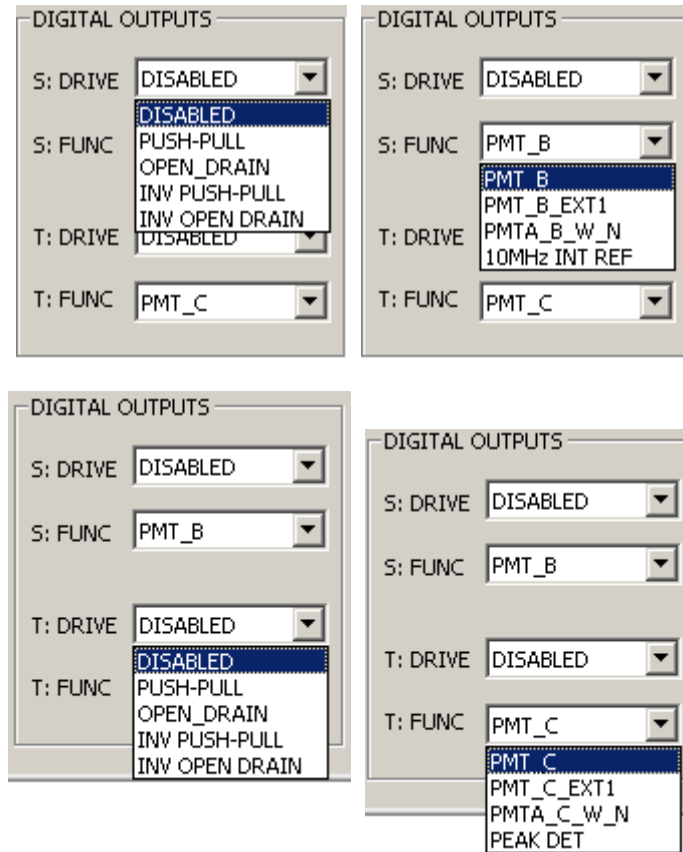 DIGITAL OUTPUTS
S: DRIVE DISABLED
DISABLED
S: FUNC PUSH-PULL
OPEN_DRAIN
INV PUSH-PULL
INV OPEN DRAIN
T: DRIVE DISABLED
T: FUNC PMT_C
DIGITAL OUTPUTS
S: DRIVE DISABLED
S: FUNC PMT_B
PMT_B
PMT_B_EXT1
T: DRIVE PMTA_B_W_N
10MHz INT REF
T: FUNC PMT_C
DIGITAL OUTPUTS
S: DRIVE DISABLED
S: FUNC PMT_B
T: DRIVE DISABLED
DISABLED
T: FUNC PUSH-PULL
OPEN_DRAIN
INV PUSH-PULL
INV OPEN DRAIN
DIGITAL OUTPUTS
S: DRIVE DISABLED
S: FUNC PMT_B
T: DRIVE DISABLED
T: FUNC PMT_C
PMT_C
PMT_C_EXT1
PMTA_C_W_N
PEAK DET